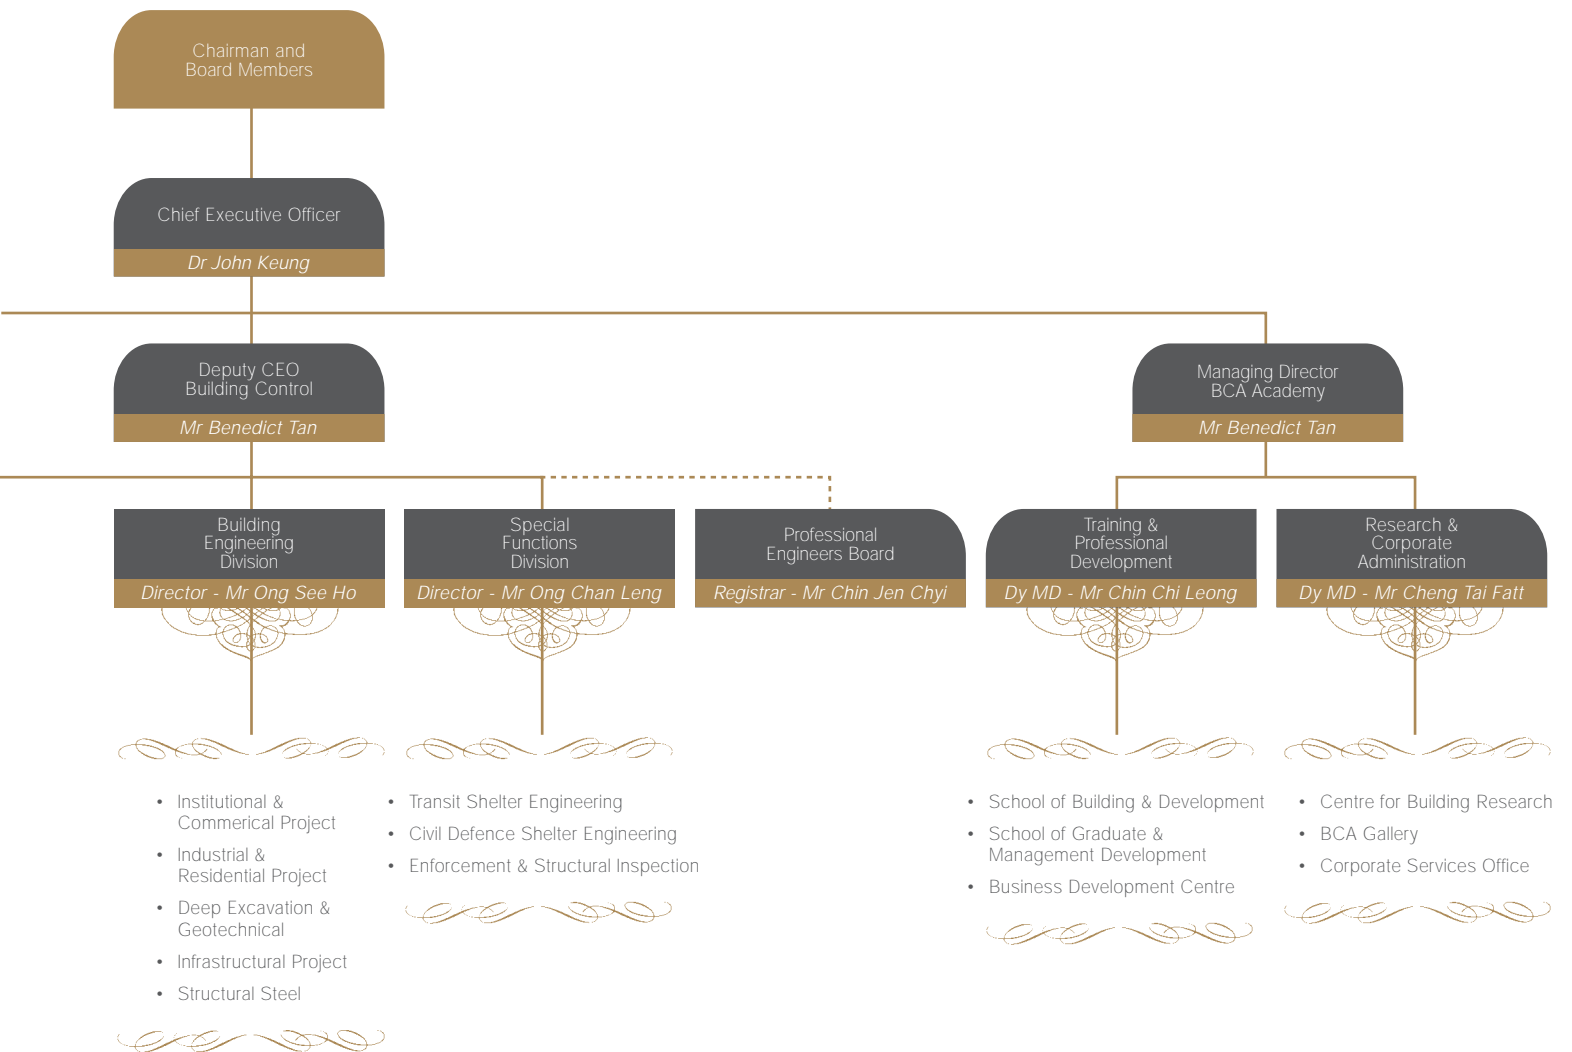 Chairman and
Board Members
Chief Executive Officer
Dr John Keung
Deputy CEO
Building Control
Mr Benedict Tan
Managing Director
BCA Academy
Mr Benedict Tan
Building
Engineering
Division
Director - Mr Ong See Ho
Special
Functions
Division
Director - Mr Ong Chan Leng
Professional
Engineers Board
Registrar - Mr Chin Jen Chyi
Training &
Professional
Development
Dy MD - Mr Chin Chi Leong
Research &
Corporate
Administration
Dy MD - Mr Cheng Tai Fatt
• Institutional &
Commerical Project
• Industrial &
Residential Project
• Deep Excavation &
Geotechnical
• Infrastructural Project
• Structural Steel
• Transit Shelter Engineering
• Civil Defence Shelter Engineering
• Enforcement & Structural Inspection
• School of Building & Development
• School of Graduate &
Management Development
• Business Development Centre
• Centre for Building Research
• BCA Gallery
• Corporate Services Office